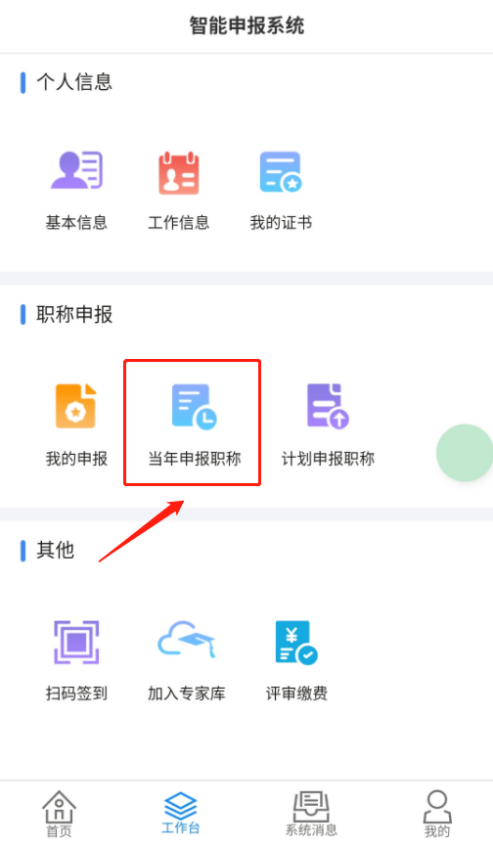 智能申报系统
个人信息
基本信息 工作信息 我的证书
职称申报
我的申报 当年申报职称 计划申报职称
其他
¥
扫码签到 加入专家库 评审缴费
首页 工作台 系统消息 我的